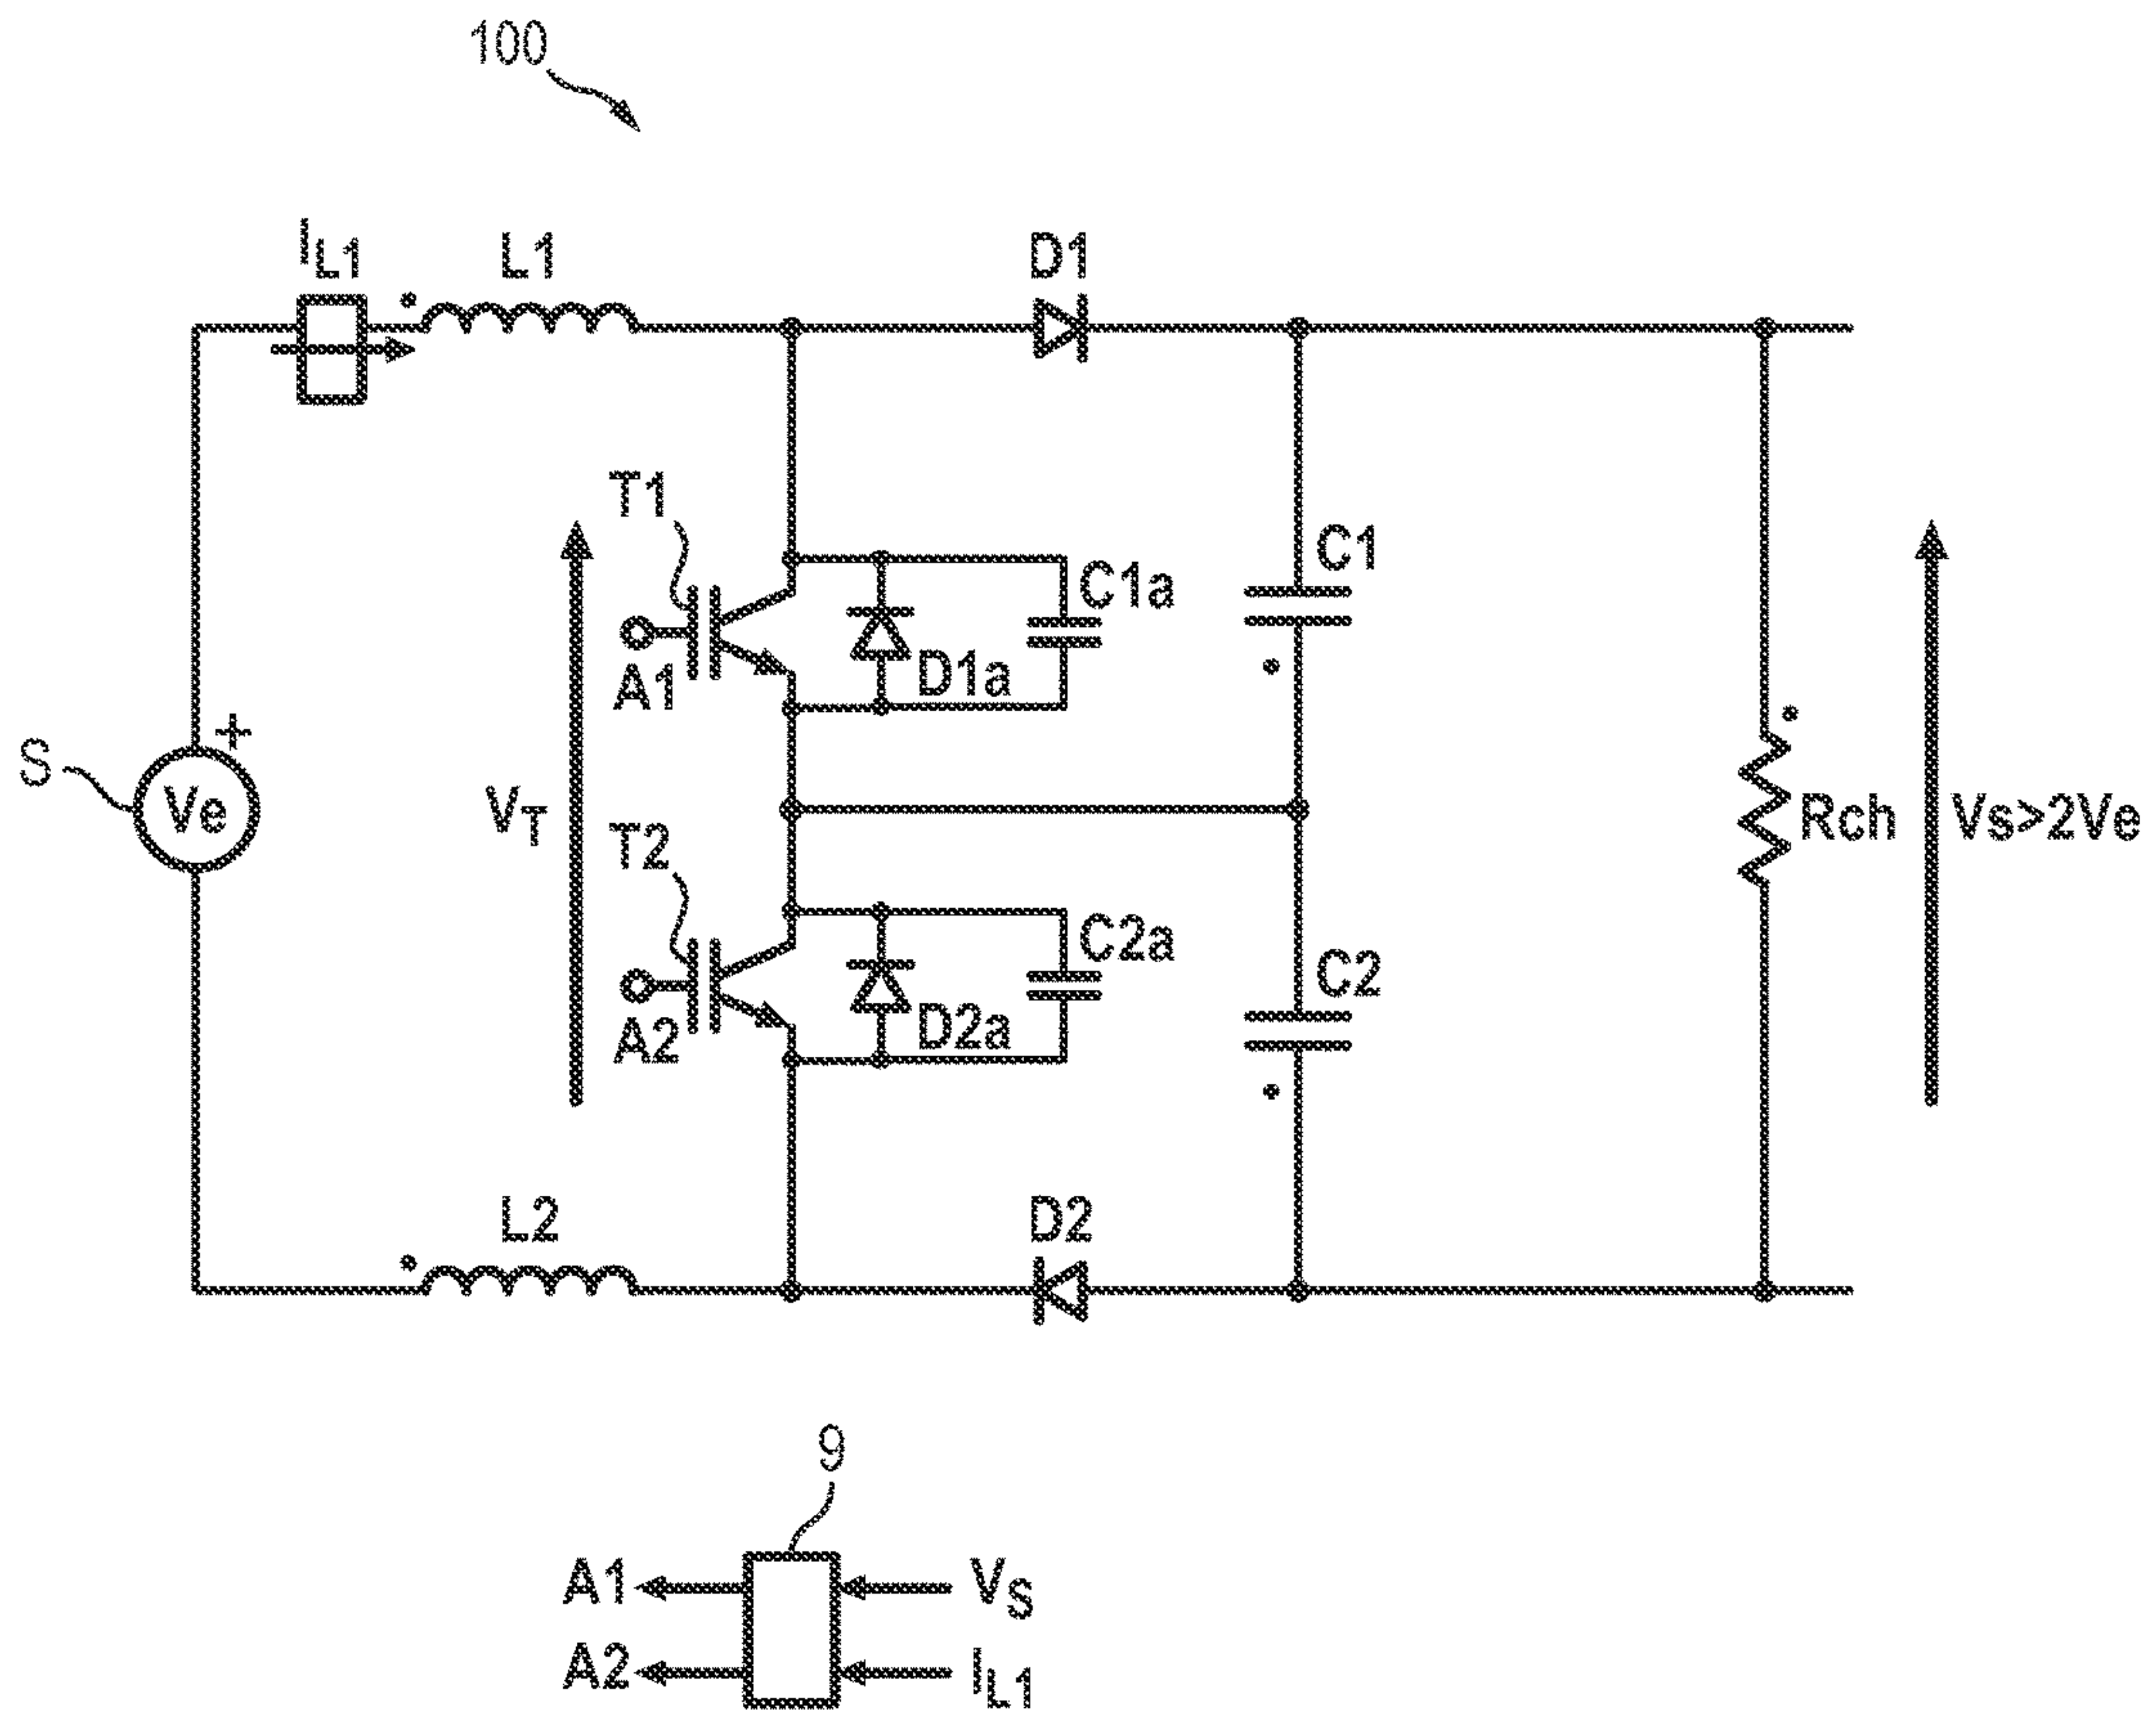 100
IL1
L1
D1
T1
C1
C1a
A1
D1a
S
+
Ve
VT
T2
Rch
Vs>2Ve
C2a
C2
A2
D2a
L2
D2
9
A1
VS
A2
IL1